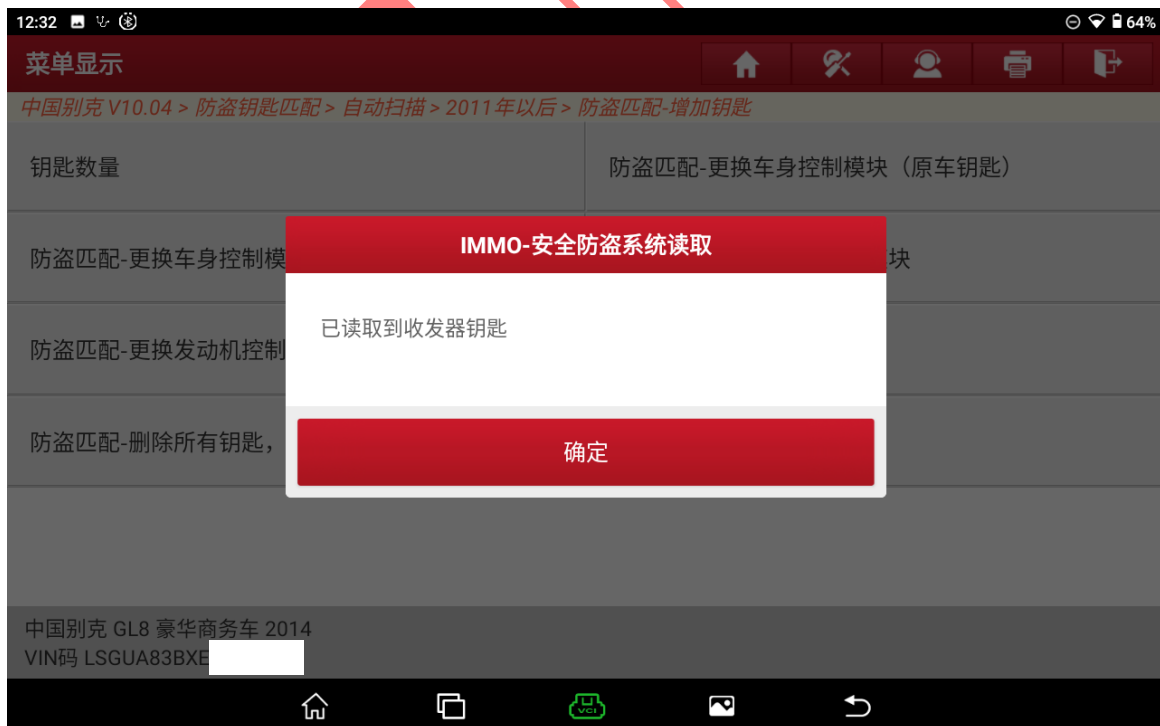 12:32
64%
菜单显示
中国别克 V10.04 > 防盗钥匙匹配 > 自动扫描 > 2011年以后 > 防盗匹配-增加钥匙
钥匙数量
防盗匹配-更换车身控制模块（原车钥匙）
IMMO-安全防盗系统读取
防盗匹配-更换车身控制模
块
已读取到收发器钥匙
防盗匹配-更换发动机控制
防盗匹配-删除所有钥匙，
确定
中国别克 GL8 豪华商务车 2014
VIN码 LSGUA83BXE
VCI